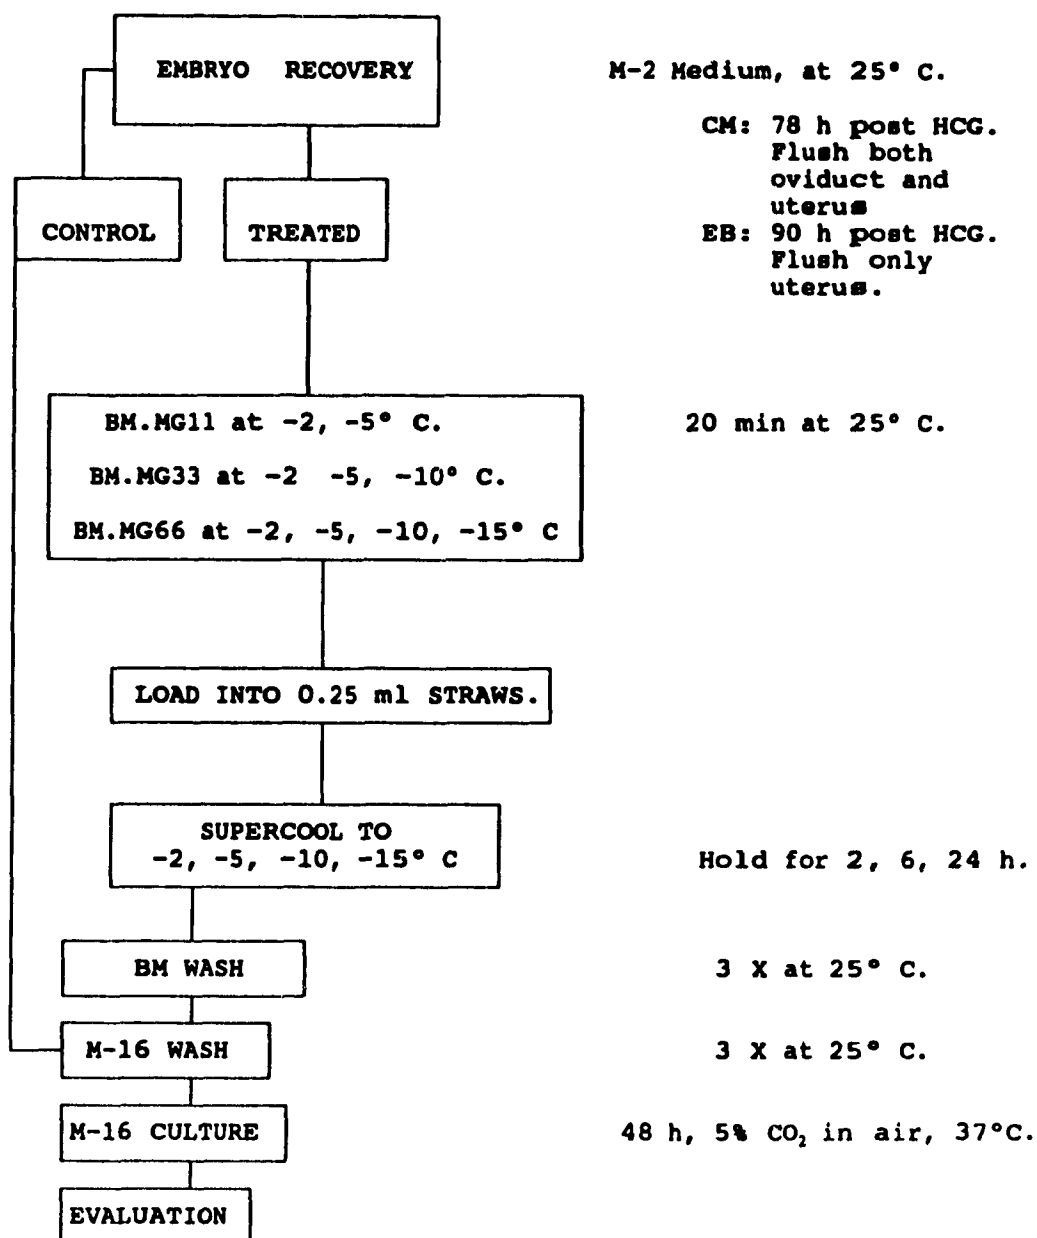 EMBRYO RECOVERY
M-2 Medium, at 25° C.
CM: 78 h post HCG.
Flush both
oviduct and
uterus
EB: 90 h post HCG.
Flush only
uterus.
CONTROL
TREATED
BM.MG11 at -2, -5° C.
20 min at 25° C.
BM.MG33 at -2 -5, -10° C.
BM.MG66 at -2, -5, -10, -15° C
LOAD INTO 0.25 ml STRAWS.
SUPERCOOL TO
-2, -5, -10, -15° C
Hold for 2, 6, 24 h.
BM WASH
3 X at 25° C.
M-16 WASH
3 X at 25° C.
M-16 CULTURE
48 h, 5% CO₂ in air, 37°C.
EVALUATION